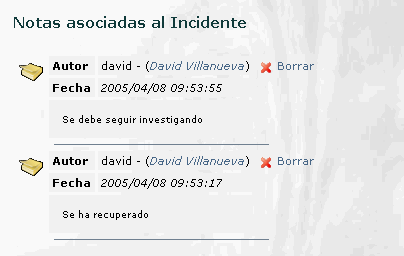 Notas asociadas al Incidente
Autor david - (David Villanueva) Borrar
Fecha 2005/04/08 09:53:55
Se debe seguir investigando
Autor david - (David Villanueva) Borrar
Fecha 2005/04/08 09:53:17
Se ha recuperado